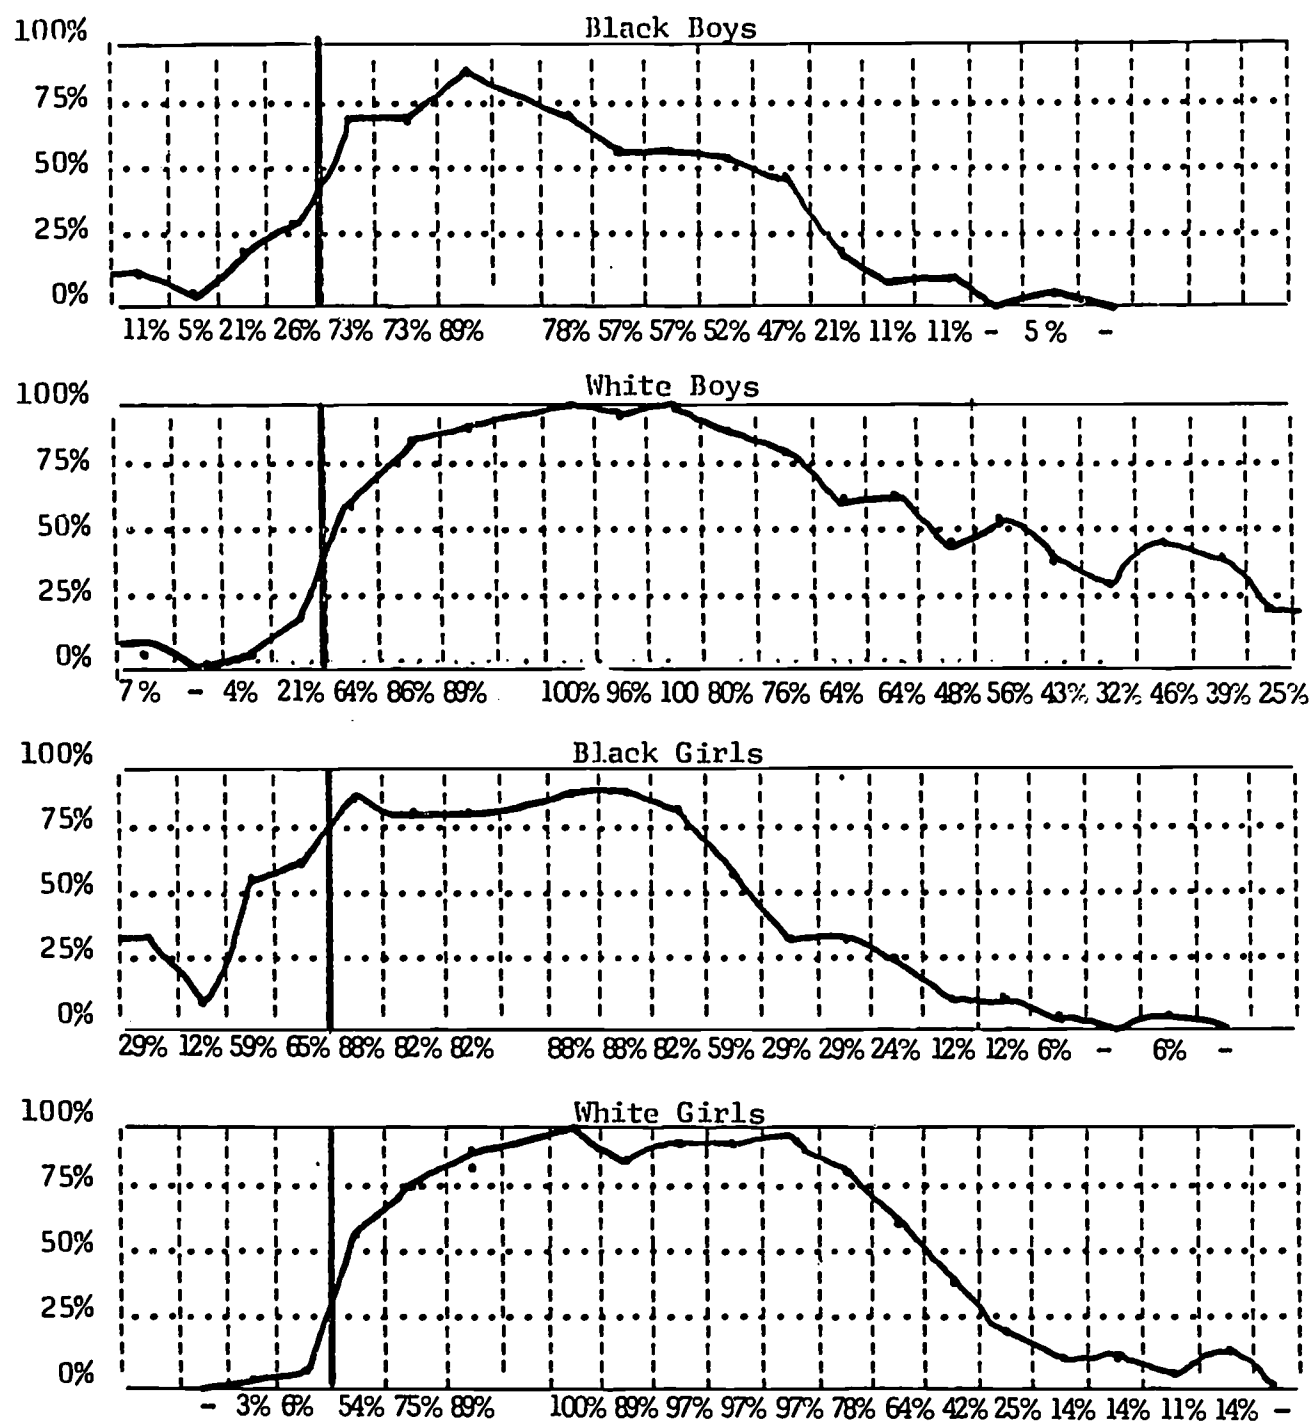 Black Boys
100%
75%
50%
25%
0%
11% 5% 21% 26% 73% 73% 89% 78% 57% 57% 52% 47% 21% 11% 11% – 5 % –
White Boys
100%
75%
50%
25%
0%
7 % – 4% 21% 64% 86% 89% 100% 96% 100 80% 76% 64% 64% 48% 56% 43% 32% 46% 39% 25%
Black Girls
100%
75%
50%
25%
0%
29% 12% 59% 65% 88% 82% 82% 88% 88% 82% 59% 29% 29% 24% 12% 12% 6% – 6% –
White Girls
100%
75%
50%
25%
0%
– 3% 6% 54% 75% 89% 100% 89% 97% 97% 97% 78% 64% 42% 25% 14% 14% 11% 14% –